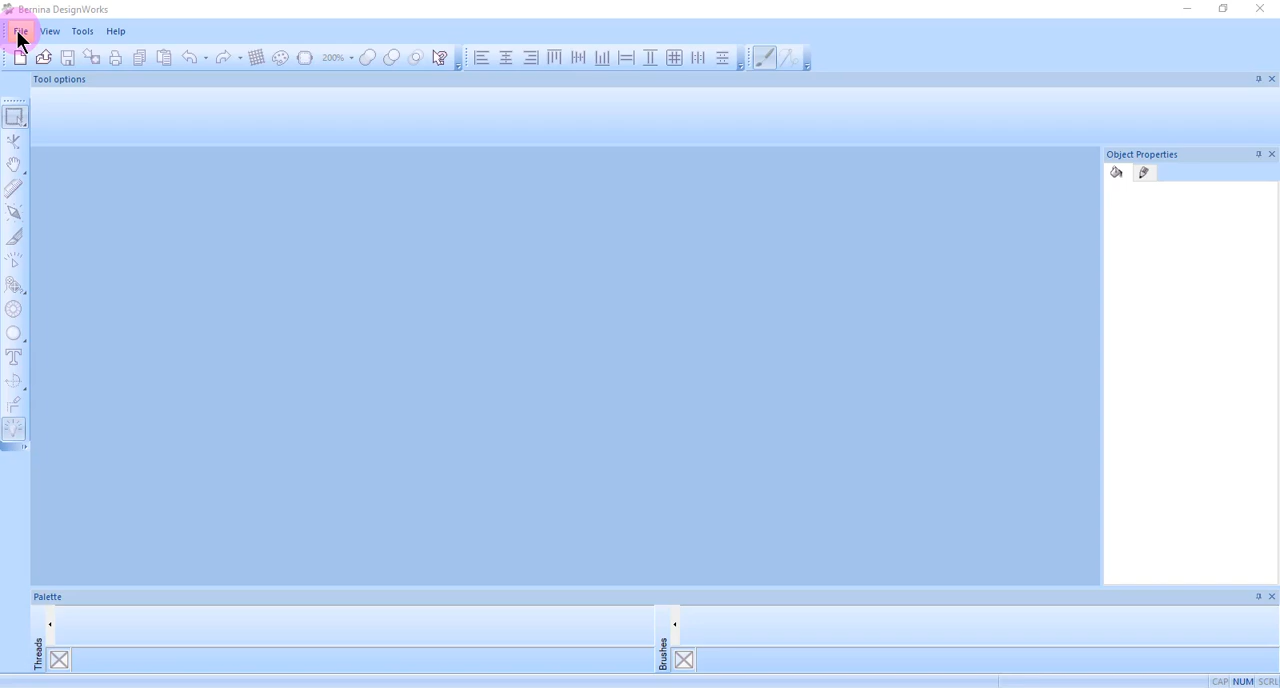 Bernina DesignWorks
File View Tools Help
200%
Tool options
Object Properties
Palette
Threads
Brushes
CAP NUM SCRL